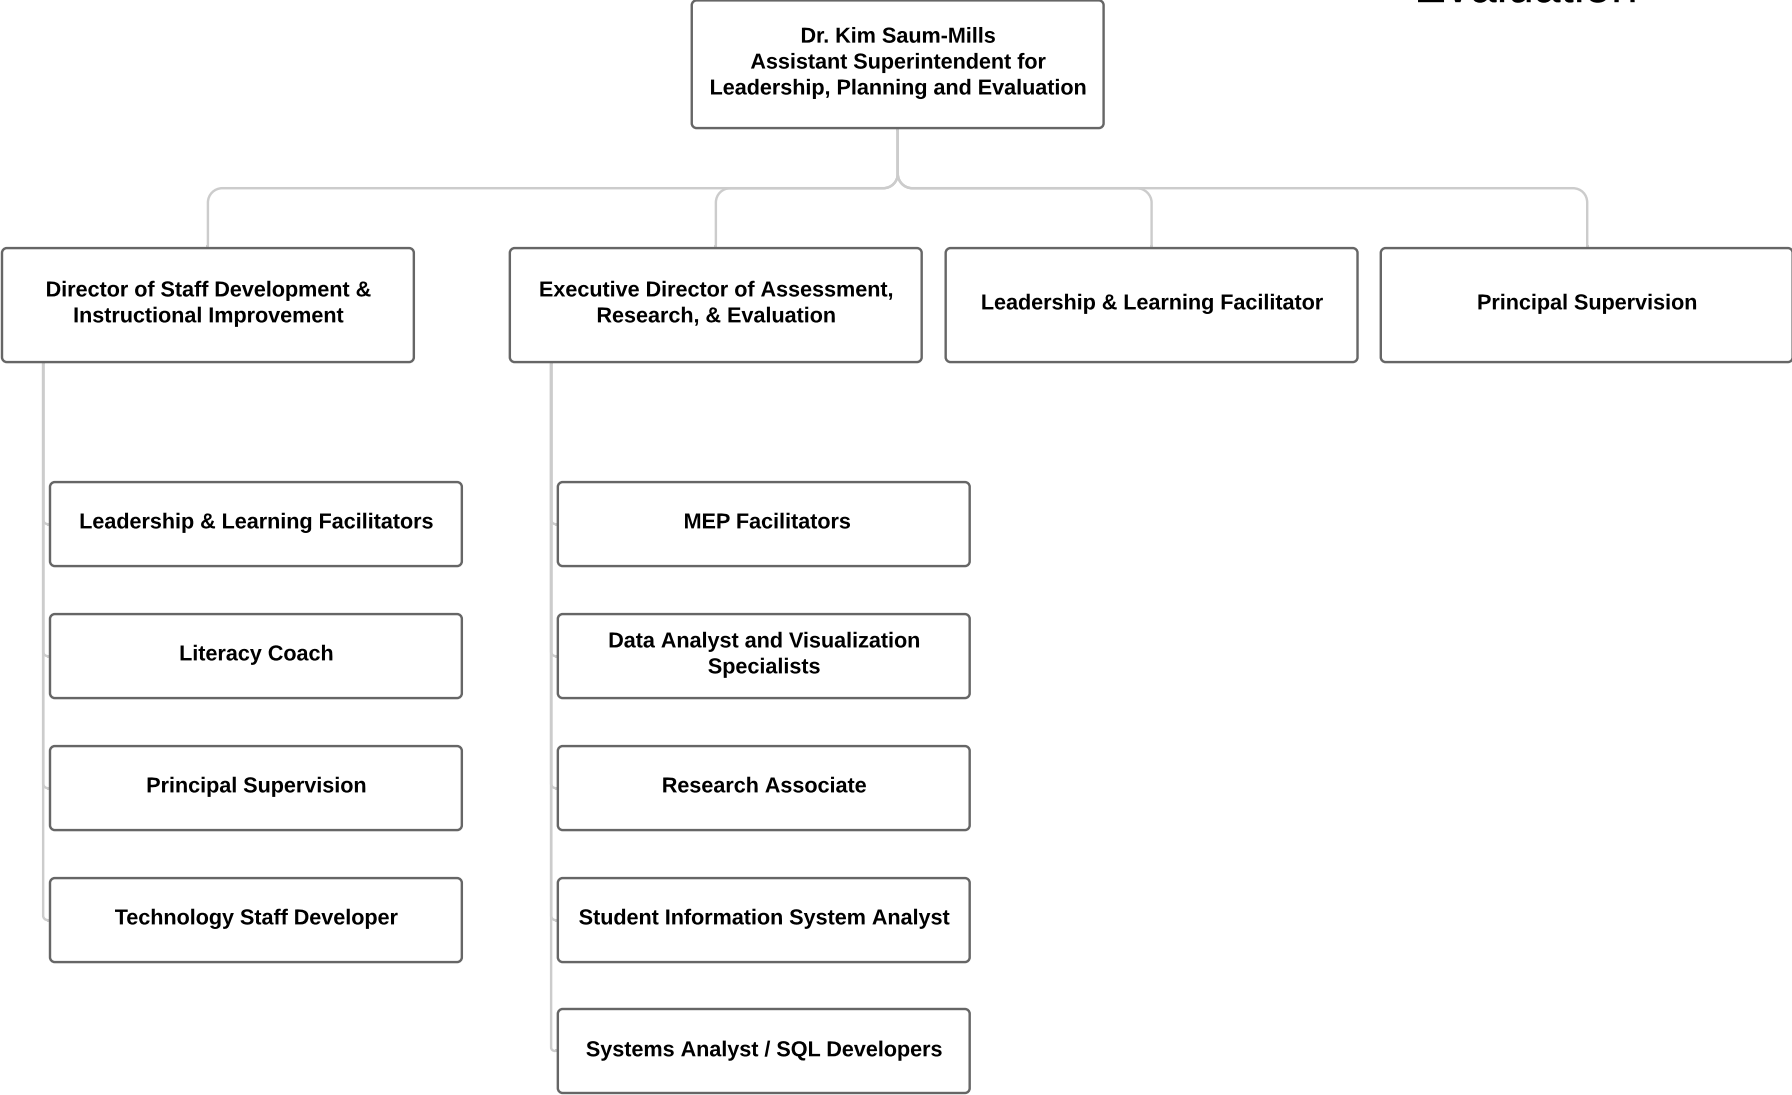 Dr. Kim Saum-Mills
Assistant Superintendent for
Leadership, Planning and Evaluation
Director of Staff Development &
Instructional Improvement
Executive Director of Assessment,
Research, & Evaluation
Leadership & Learning Facilitator
Principal Supervision
Leadership & Learning Facilitators
Literacy Coach
Principal Supervision
Technology Staff Developer
MEP Facilitators
Data Analyst and Visualization
Specialists
Research Associate
Student Information System Analyst
Systems Analyst / SQL Developers